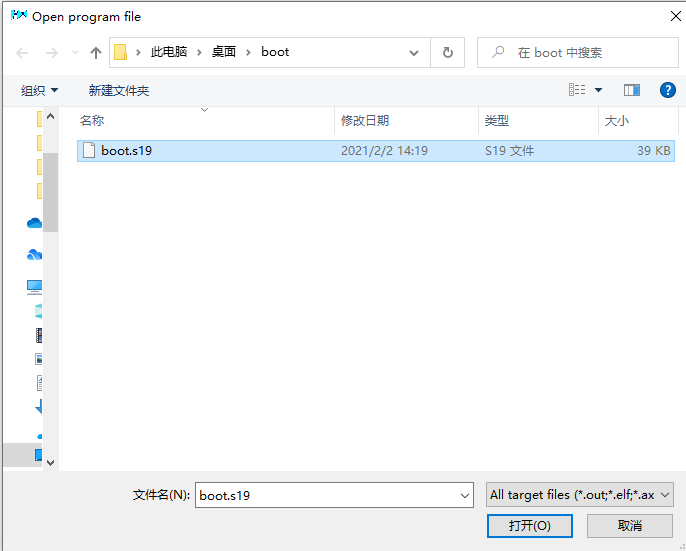 Open program file
此电脑 桌面 boot 在 boot 中搜索
组织 新建文件夹
名称 修改日期 类型 大小
boot.s19 2021/2/2 14:19 S19 文件 39 KB
文件名(N): boot.s19 All target files (*.out;*.elf;*.ax
打开(O) 取消